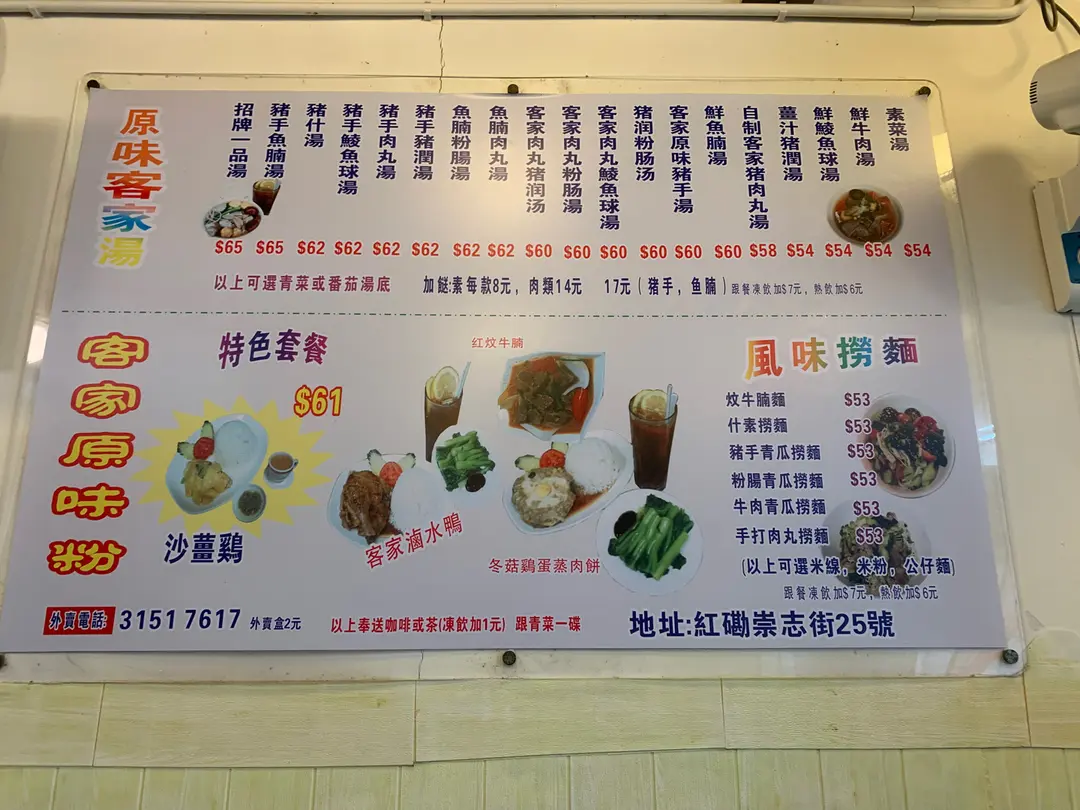 原味客家湯
招牌一品湯 $65
豬手魚腩湯 $65
豬什湯 $62
豬手鯪魚球湯 $62
豬手肉丸湯 $62
豬手豬潤湯 $62
魚腩粉腸湯 $62
魚腩肉丸湯 $62
客家肉丸猪润汤 $60
客家肉丸粉肠湯 $60
客家肉丸鯪魚球湯 $60
猪润粉肠汤 $60
客家原味豬手湯 $60
鮮魚腩湯 $60
自制客家豬肉丸湯 $58
薑汁猪潤湯 $54
鮮鯪魚球湯 $54
鮮牛肉湯 $54
素菜湯 $54
以上可選青菜或番茄湯底
加餸:素每款8元，肉類14元 17元（猪手，鱼腩）跟餐凍飲加$7元，熱飲加$6元
客家原味粉
特色套餐
$61
沙薑鷄
红炆牛腩
客家滷水鴨
冬菇鷄蛋蒸肉餅
風味撈麵
炆牛腩麵 $53
什素撈麵 $53
豬手青瓜撈麵 $53
粉腸青瓜撈麵 $53
牛肉青瓜撈麵 $53
手打肉丸撈麵 $53
(以上可選米線，米粉，公仔麵)
跟餐凍飲加$7元，熱飲加$6元
外賣電話: 3151 7617 外賣盒2元
以上奉送咖啡或茶(凍飲加1元) 跟青菜一碟
地址:紅磡崇志街25號